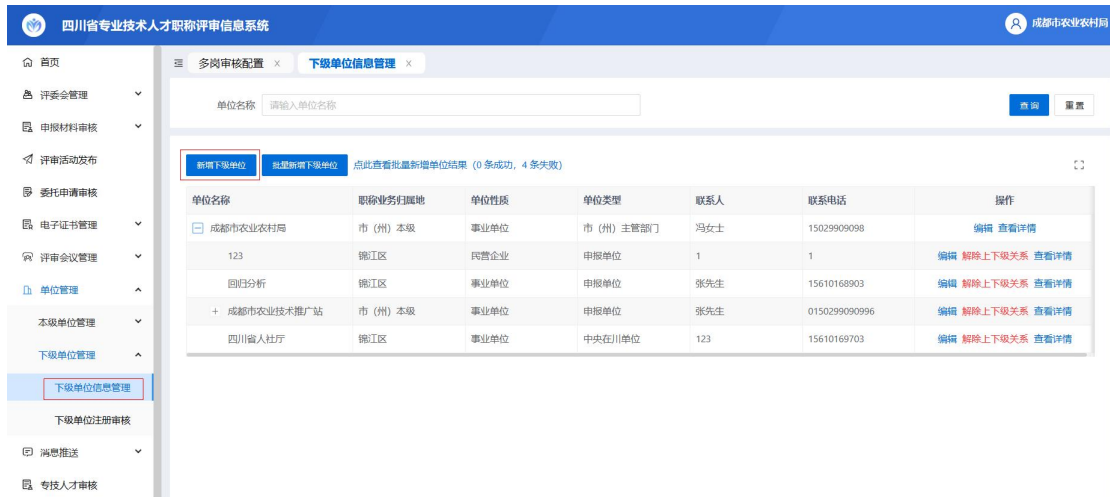 四川省专业技术人才职称评审信息系统
成都市农业农村局
首页
评委会管理
申报材料审核
评审活动发布
委托申请审核
电子证书管理
评审会议管理
单位管理
本级单位管理
下级单位管理
下级单位信息管理
下级单位注册审核
消息推送
专技人才审核
多岗审核配置 × 下级单位信息管理 ×
单位名称 请输入单位名称 查询 重置
新增下级单位 批量新增下级单位 点此查看批量新增单位结果（0 条成功，4 条失败）
单位名称 职称业务归属地 单位性质 单位类型 联系人 联系电话 操作
成都市农业农村局 市（州）本级 事业单位 市（州）主管部门 冯女士 15029909098 编辑 查看详情
123 锦江区 民营企业 申报单位 1 1 编辑 解除上下级关系 查看详情
回归分析 锦江区 事业单位 申报单位 张先生 15610168903 编辑 解除上下级关系 查看详情
+ 成都市农业技术推广站 市（州）本级 事业单位 申报单位 张先生 0150299090996 编辑 解除上下级关系 查看详情
四川省人社厅 锦江区 事业单位 中央在川单位 123 15610169703 编辑 解除上下级关系 查看详情